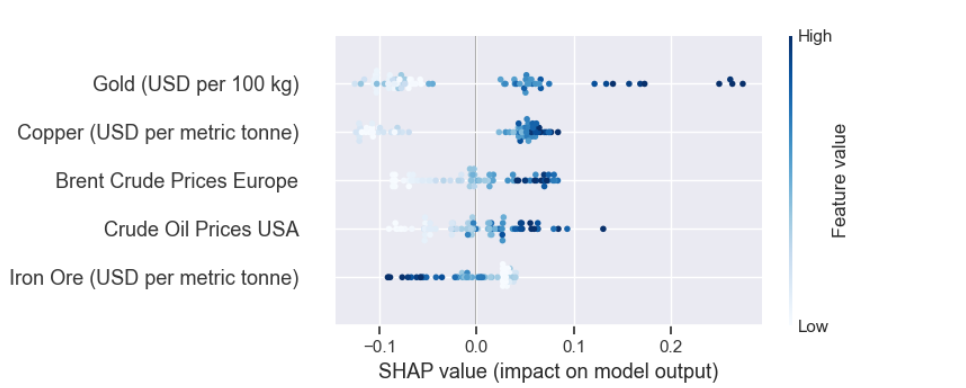 High
Gold (USD per 100 kg)
Copper (USD per metric tonne)
Brent Crude Prices Europe
Crude Oil Prices USA
Iron Ore (USD per metric tonne)
Feature value
Low
−0.1 0.0 0.1 0.2
SHAP value (impact on model output)